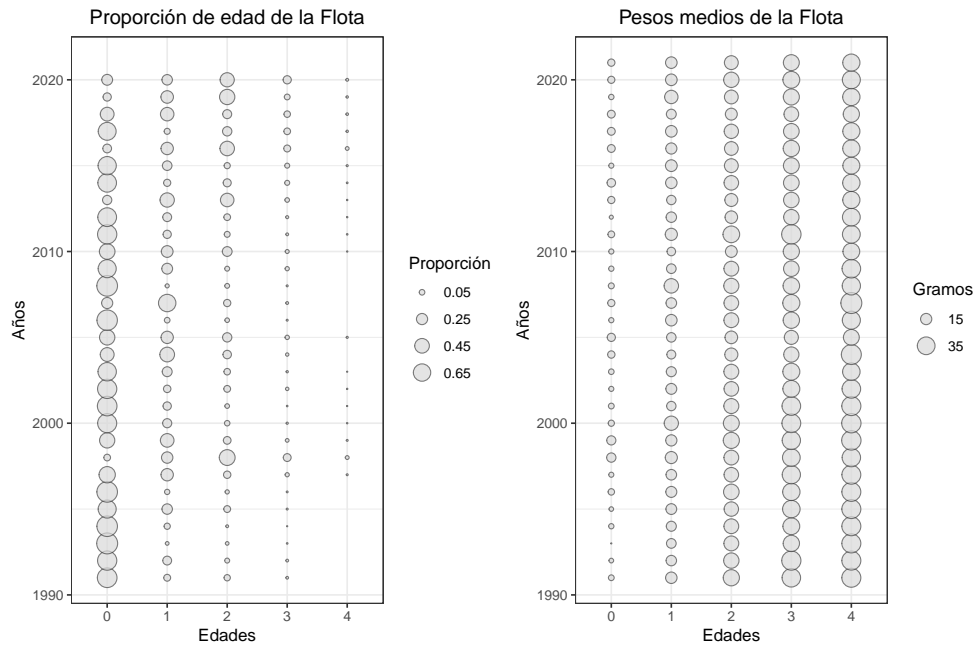 Proporción de edad de la Flota
2020
2010
2000
1990
Años
0 1 2 3 4
Edades
Proporción
0.05
0.25
0.45
0.65
Pesos medios de la Flota
2020
2010
2000
1990
Años
0 1 2 3 4
Edades
Gramos
15
35